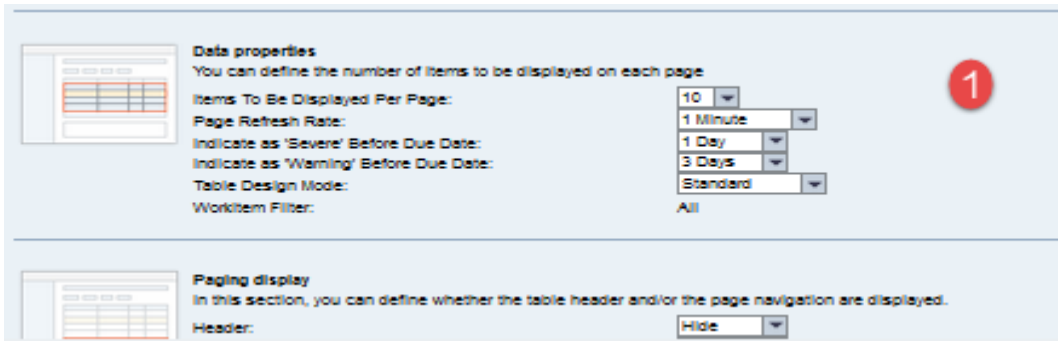 Data properties
You can define the number of items to be displayed on each page
1
Items To Be Displayed Per Page: 10
Page Refresh Rate: 1 Minute
Indicate as 'Severe' Before Due Date: 1 Day
Indicate as 'Warning' Before Due Date: 3 Days
Table Design Mode: Standard
WorkItem Filter: All
Paging display
In this section, you can define whether the table header and/or the page navigation are displayed.
Header: Hide